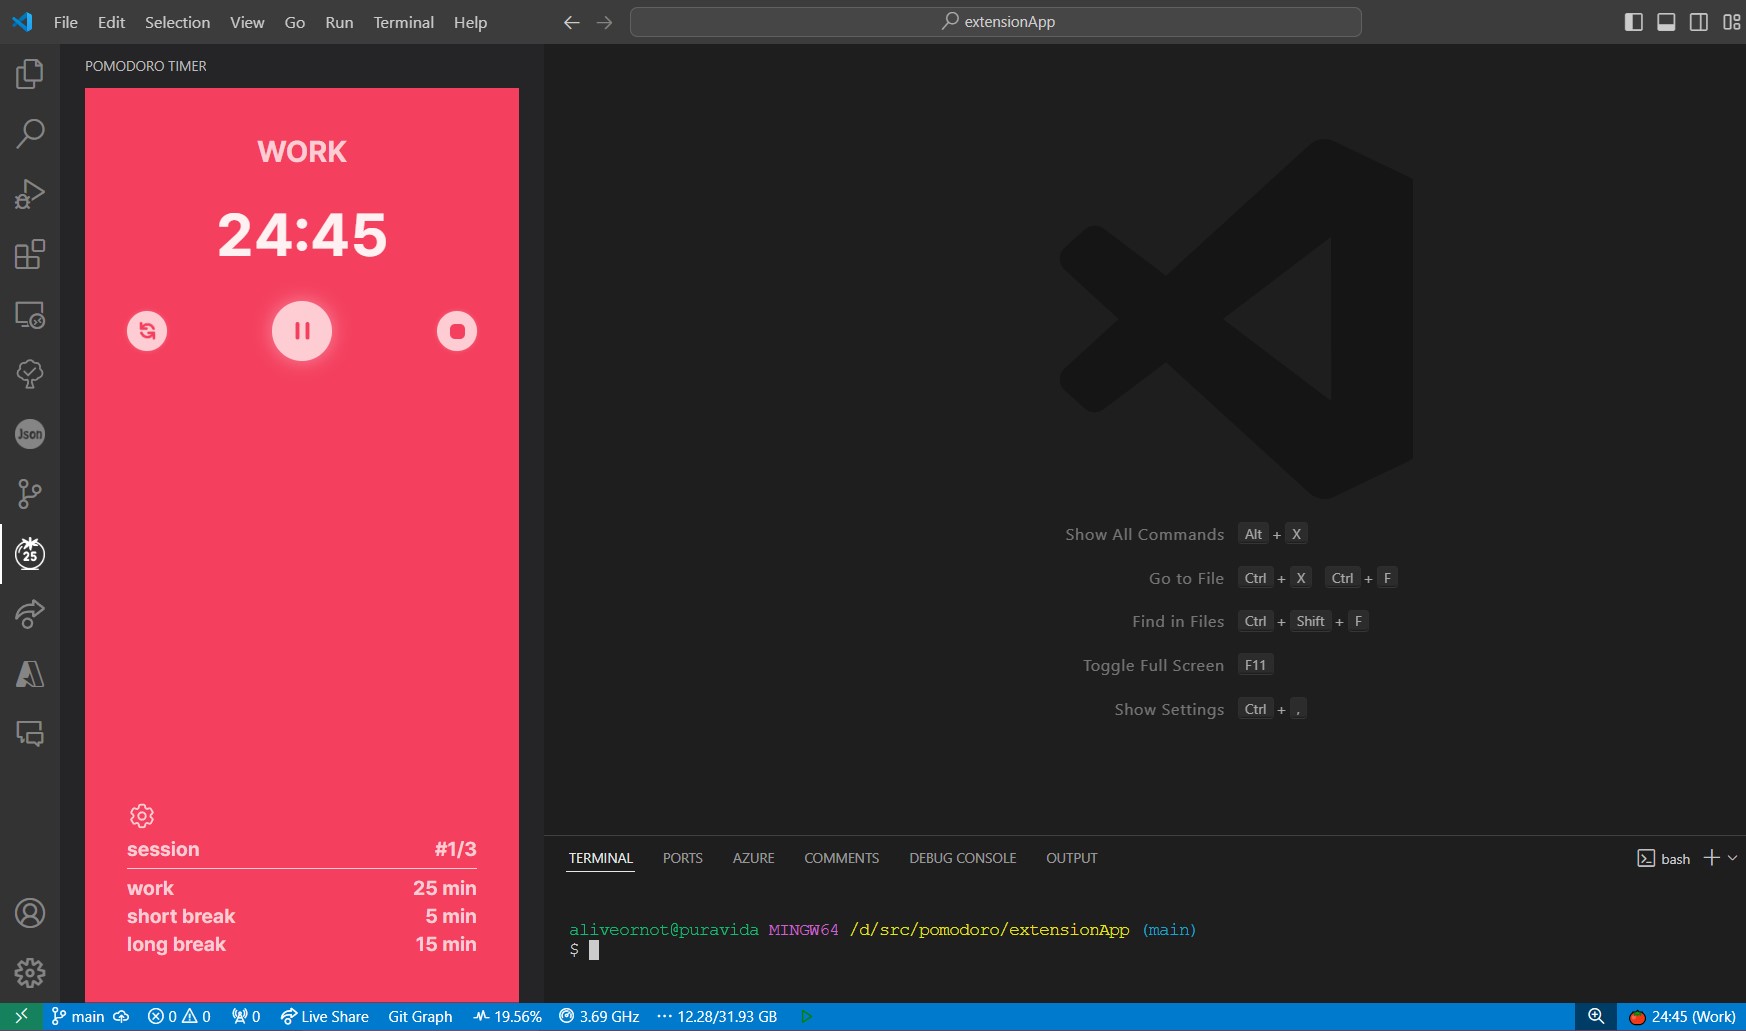 File Edit Selection View Go Run Terminal Help
extensionApp
POMODORO TIMER
WORK
24:45
Json
25
session #1/3
work 25 min
short break 5 min
long break 15 min
Show All Commands Alt + X
Go to File Ctrl + X Ctrl + F
Find in Files Ctrl + Shift + F
Toggle Full Screen F11
Show Settings Ctrl + ,
TERMINAL PORTS AZURE COMMENTS DEBUG CONSOLE OUTPUT
bash
aliveornot@puravida MINGW64 /d/src/pomodoro/extensionApp (main)
$
main 0 0 0 Live Share Git Graph 19.56% 3.69 GHz ··· 12.28/31.93 GB 24:45 (Work)